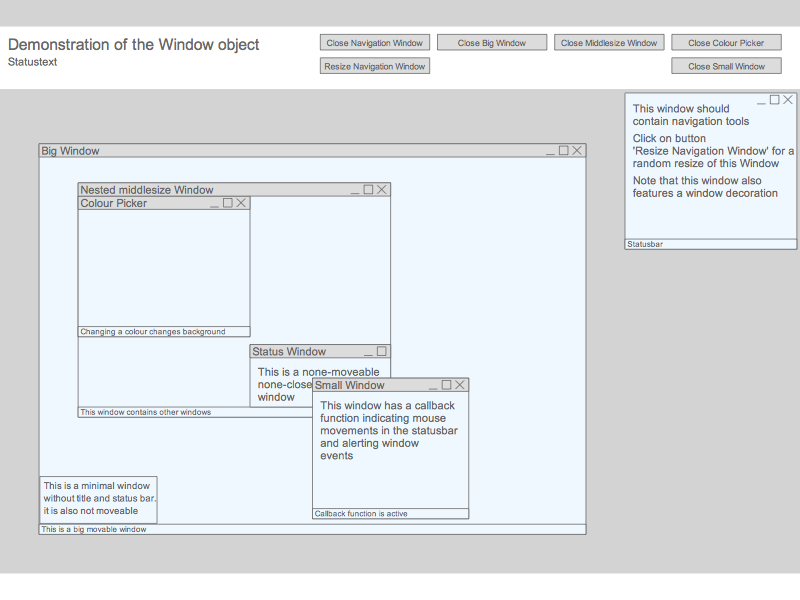 Demonstration of the Window object
Statustext
Close Navigation Window
Close Big Window
Close Middlesize Window
Close Colour Picker
Resize Navigation Window
Close Small Window
This window should
contain navigation tools
Click on button
'Resize Navigation Window' for a
random resize of this Window
Note that this window also
features a window decoration
Statusbar
Big Window
Nested middlesize Window
Colour Picker
Changing a colour changes background
Status Window
This is a none-moveable
none-close
window
This window contains other windows
Small Window
This window has a callback
function indicating mouse
movements in the statusbar
and alerting window
events
Callback function is active
This is a minimal window
without title and status bar.
it is also not moveable
This is a big movable window